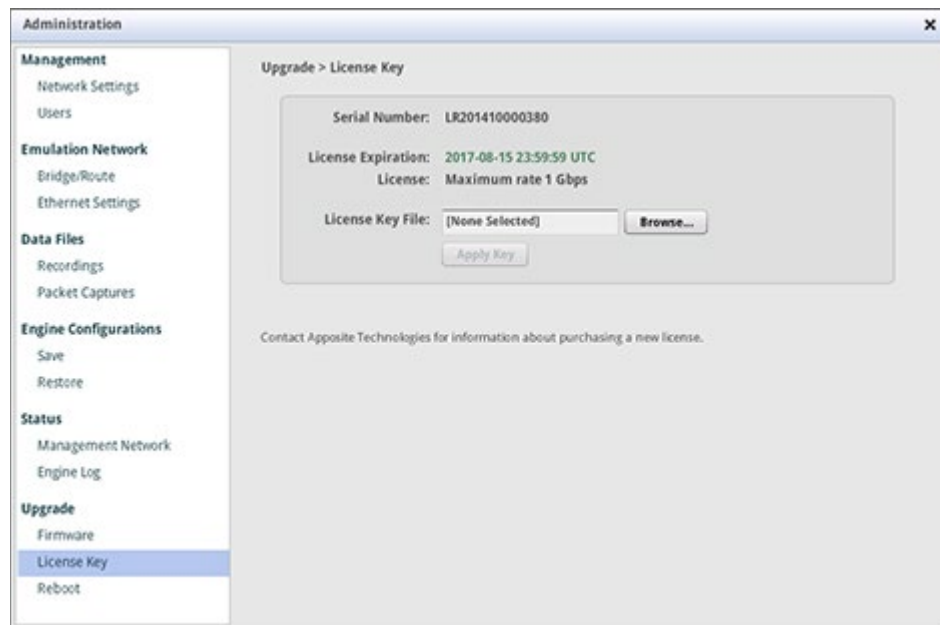 Administration
Management
Network Settings
Users
Emulation Network
Bridge/Route
Ethernet Settings
Data Files
Recordings
Packet Captures
Engine Configurations
Save
Restore
Status
Management Network
Engine Log
Upgrade
Firmware
License Key
Reboot
Upgrade > License Key
Serial Number: LR201410000380
License Expiration: 2017-08-15 23:59:59 UTC
License: Maximum rate 1 Gbps
License Key File: [None Selected] Browse...
Apply Key
Contact Apposite Technologies for information about purchasing a new license.